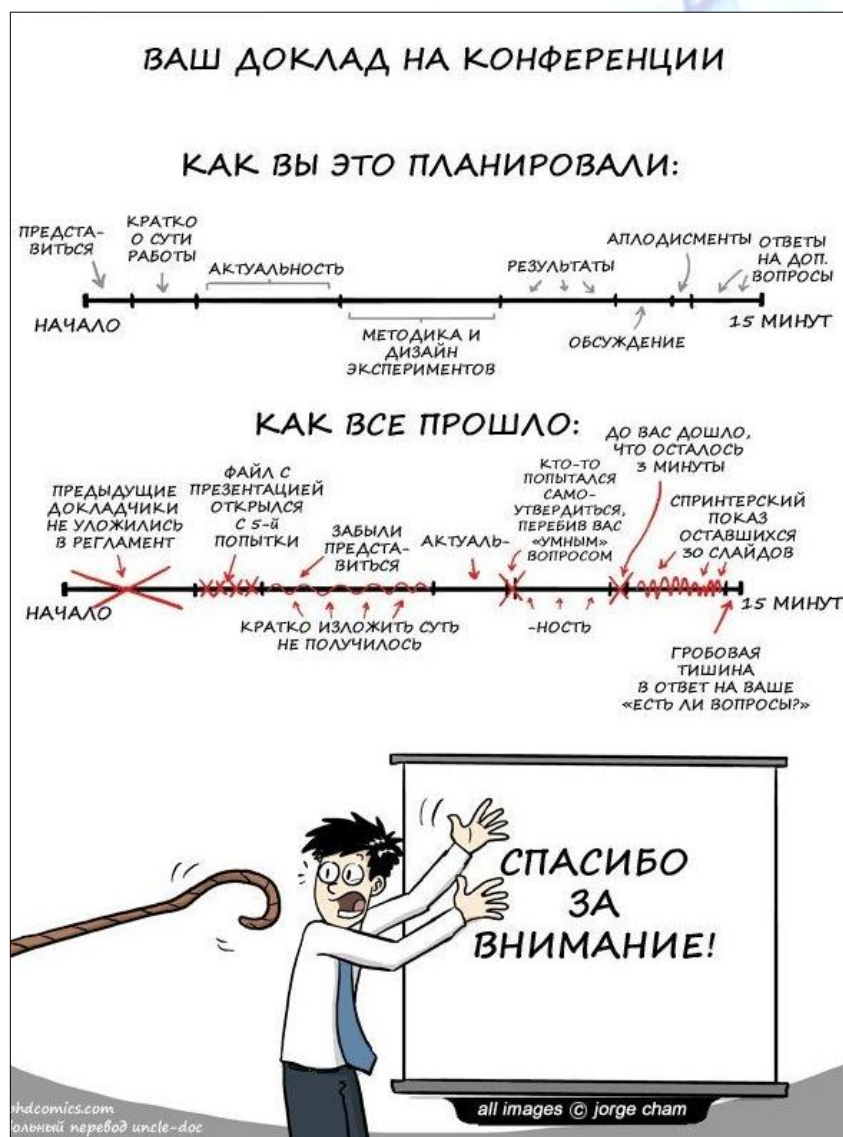 ВАШ ДОКЛАД НА КОНФЕРЕНЦИИ
КАК ВЫ ЭТО ПЛАНИРОВАЛИ:
ПРЕДСТА-
ВИТЬСЯ
КРАТКО
О СУТИ
РАБОТЫ
АКТУАЛЬНОСТЬ
МЕТОДИКА И
ДИЗАЙН
ЭКСПЕРИМЕНТОВ
РЕЗУЛЬТАТЫ
ОБСУЖДЕНИЕ
АПЛОДИСМЕНТЫ
ОТВЕТЫ
НА ДОП.
ВОПРОСЫ
НАЧАЛО
15 МИНУТ
КАК ВСЕ ПРОШЛО:
ПРЕДЫДУЩИЕ
ДОКЛАДЧИКИ
НЕ УЛОЖИЛИСЬ
В РЕГЛАМЕНТ
ФАЙЛ С
ПРЕЗЕНТАЦИЕЙ
ОТКРЫЛСЯ
С 5-й
ПОПЫТКИ
ЗАБЫЛИ
ПРЕДСТА-
ВИТЬСЯ
КРАТКО ИЗЛОЖИТЬ СУТЬ
НЕ ПОЛУЧИЛОСЬ
АКТУАЛЬ-
КТО-ТО
ПОПЫТАЛСЯ
САМО-
УТВЕРДИТЬСЯ,
ПЕРЕБИВ ВАС
«УМНЫМ»
ВОПРОСОМ
-НОСТЬ
ДО ВАС ДОШЛО,
ЧТО ОСТАЛОСЬ
3 МИНУТЫ
СПРИНТЕРСКИЙ
ПОКАЗ
ОСТАВШИХСЯ
30 СЛАЙДОВ
ГРОБОВАЯ
ТИШИНА
В ОТВЕТ НА ВАШЕ
«ЕСТЬ ЛИ ВОПРОСЫ?»
НАЧАЛО
15 МИНУТ
СПАСИБО
ЗА
ВНИМАНИЕ!
hdcomics.com
ольный перевод uncle-doc
all images © jorge cham